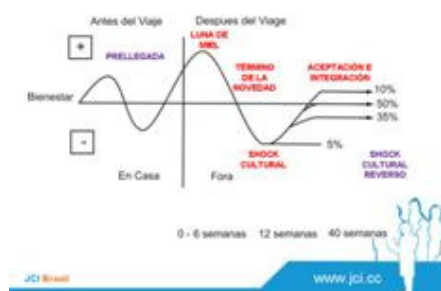 Antes del Viaje
Despues del Viage
+
PRELLEGADA
LUNA DE
MIEL
TÉRMINO
DE LA
NOVEDAD
ACEPTACIÓN E
INTEGRACIÓN
10%
Bienestar
50%
35%
-
5%
SHOCK
CULTURAL
SHOCK
CULTURAL
REVERSO
En Casa
Fora
0 - 6 semanas
12 semanas
40 semanas
JCI Brasil
www.jci.cc